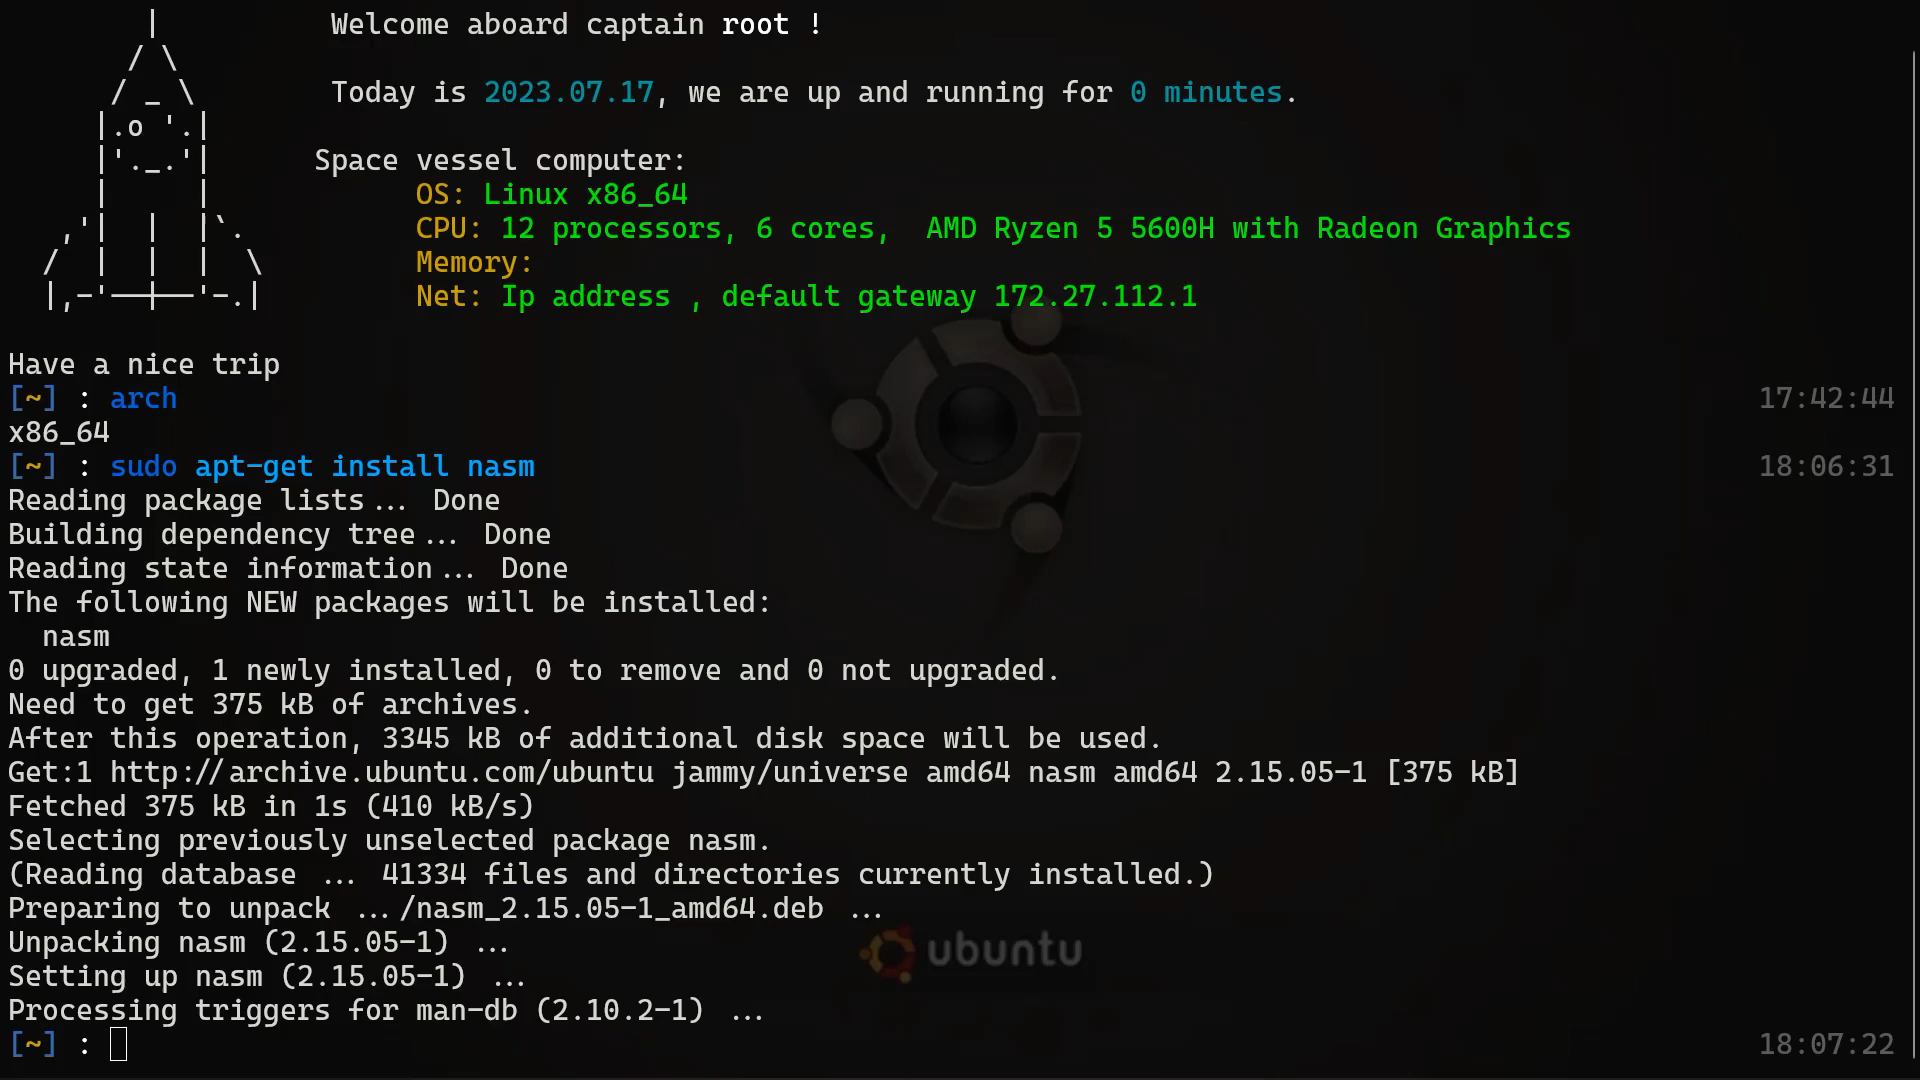 Welcome aboard captain root !
Today is 2023.07.17, we are up and running for 0 minutes.
Space vessel computer:
OS: Linux x86_64
CPU: 12 processors, 6 cores,  AMD Ryzen 5 5600H with Radeon Graphics
Memory:
Net: Ip address , default gateway 172.27.112.1
Have a nice trip
[~] : arch 17:42:44
x86_64
[~] : sudo apt-get install nasm 18:06:31
Reading package lists... Done
Building dependency tree... Done
Reading state information... Done
The following NEW packages will be installed:
  nasm
0 upgraded, 1 newly installed, 0 to remove and 0 not upgraded.
Need to get 375 kB of archives.
After this operation, 3345 kB of additional disk space will be used.
Get:1 http://archive.ubuntu.com/ubuntu jammy/universe amd64 nasm amd64 2.15.05-1 [375 kB]
Fetched 375 kB in 1s (410 kB/s)
Selecting previously unselected package nasm.
(Reading database ... 41334 files and directories currently installed.)
Preparing to unpack .../nasm_2.15.05-1_amd64.deb ...
Unpacking nasm (2.15.05-1) ...
ubuntu
Setting up nasm (2.15.05-1) ...
Processing triggers for man-db (2.10.2-1) ...
[~] : 18:07:22